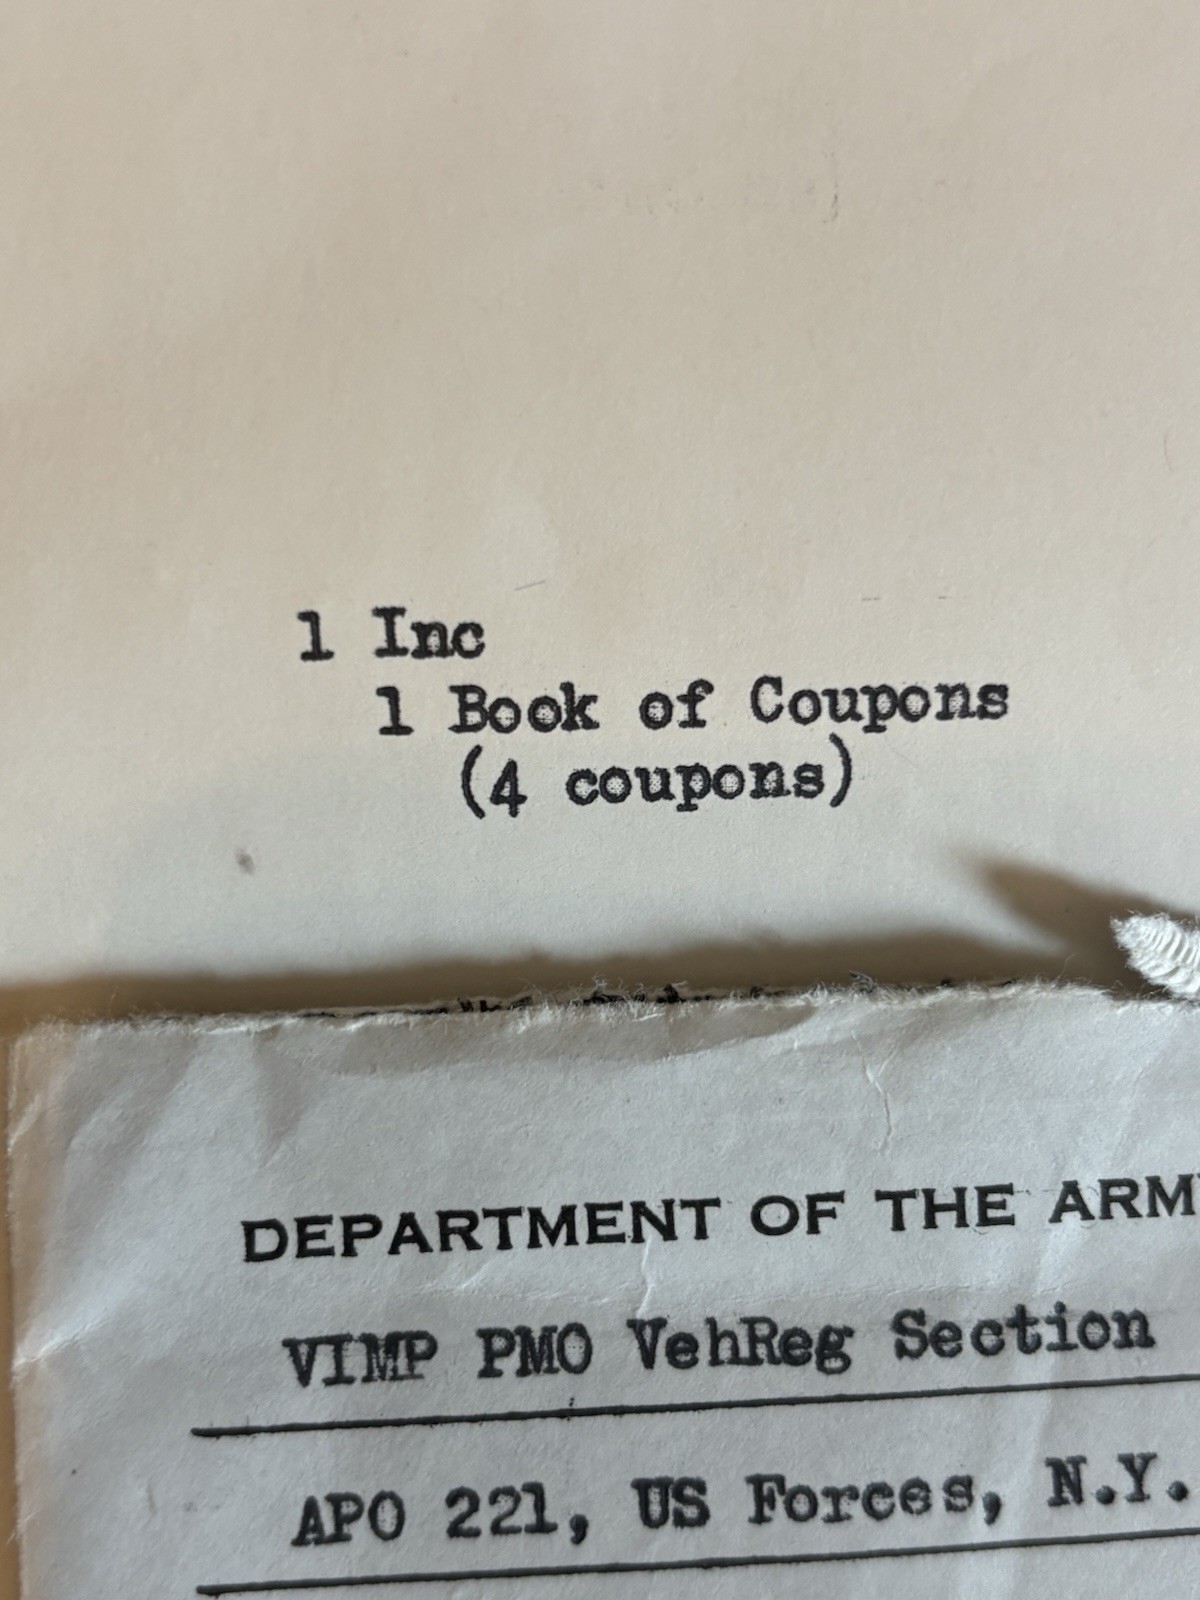 1 Inc
1 Book of Coupons
(4 coupons)
DEPARTMENT OF THE ARM
VIMP PMO VehReg Section
APO 221, US Forces, N.Y.